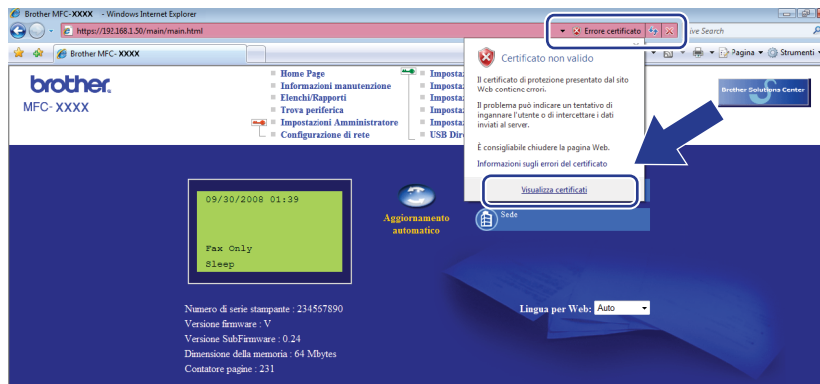 Brother MFC-XXXX - Windows Internet Explorer
https://192.168.1.50/main/main.html
Errore certificato
ive Search
Brother MFC-XXXX
Pagina
Strumenti
Certificato non valido
Il certificato di protezione presentato dal sito
Web contiene errori.
Il problema può indicare un tentativo di
ingannare l'utente o di intercettare i dati
inviati al server.
È consigliabile chiudere la pagina Web.
Informazioni sugli errori del certificato
Visualizza certificati
brother
MFC- XXXX
Home Page
Informazioni manutenzione
Elenchi/Rapporti
Trova periferica
Impostazioni Amministratore
Configurazione di rete
Imposta
Imposta
Imposta
Imposta
Imposta
USB Dir
Brother Solutions Center
09/30/2008 01:39
Fax Only
Sleep
Aggiornamento
automatico
Sede
Numero di serie stampante : 234567890
Versione firmware : V
Versione SubFirmware : 0.24
Dimensione della memoria : 64 Mbytes
Contatore pagine : 231
Lingua per Web: Auto